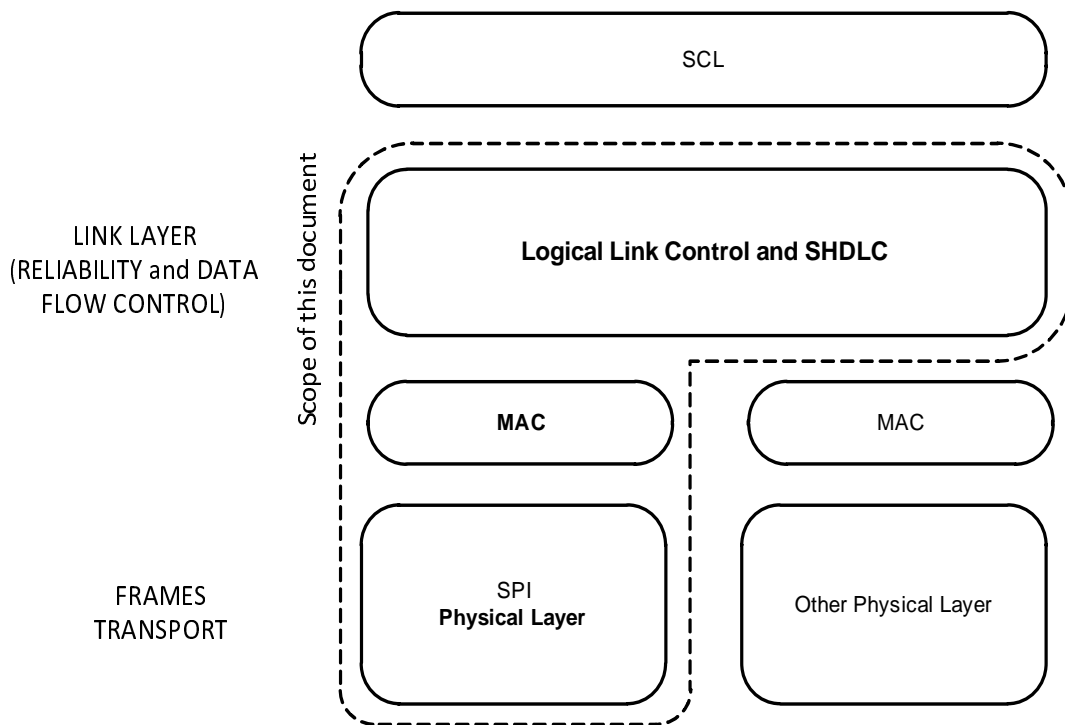 SCL
Scope of this document
LINK LAYER
(RELIABILITY and DATA
FLOW CONTROL)
Logical Link Control and SHDLC
MAC
MAC
FRAMES
TRANSPORT
SPI
Physical Layer
Other Physical Layer